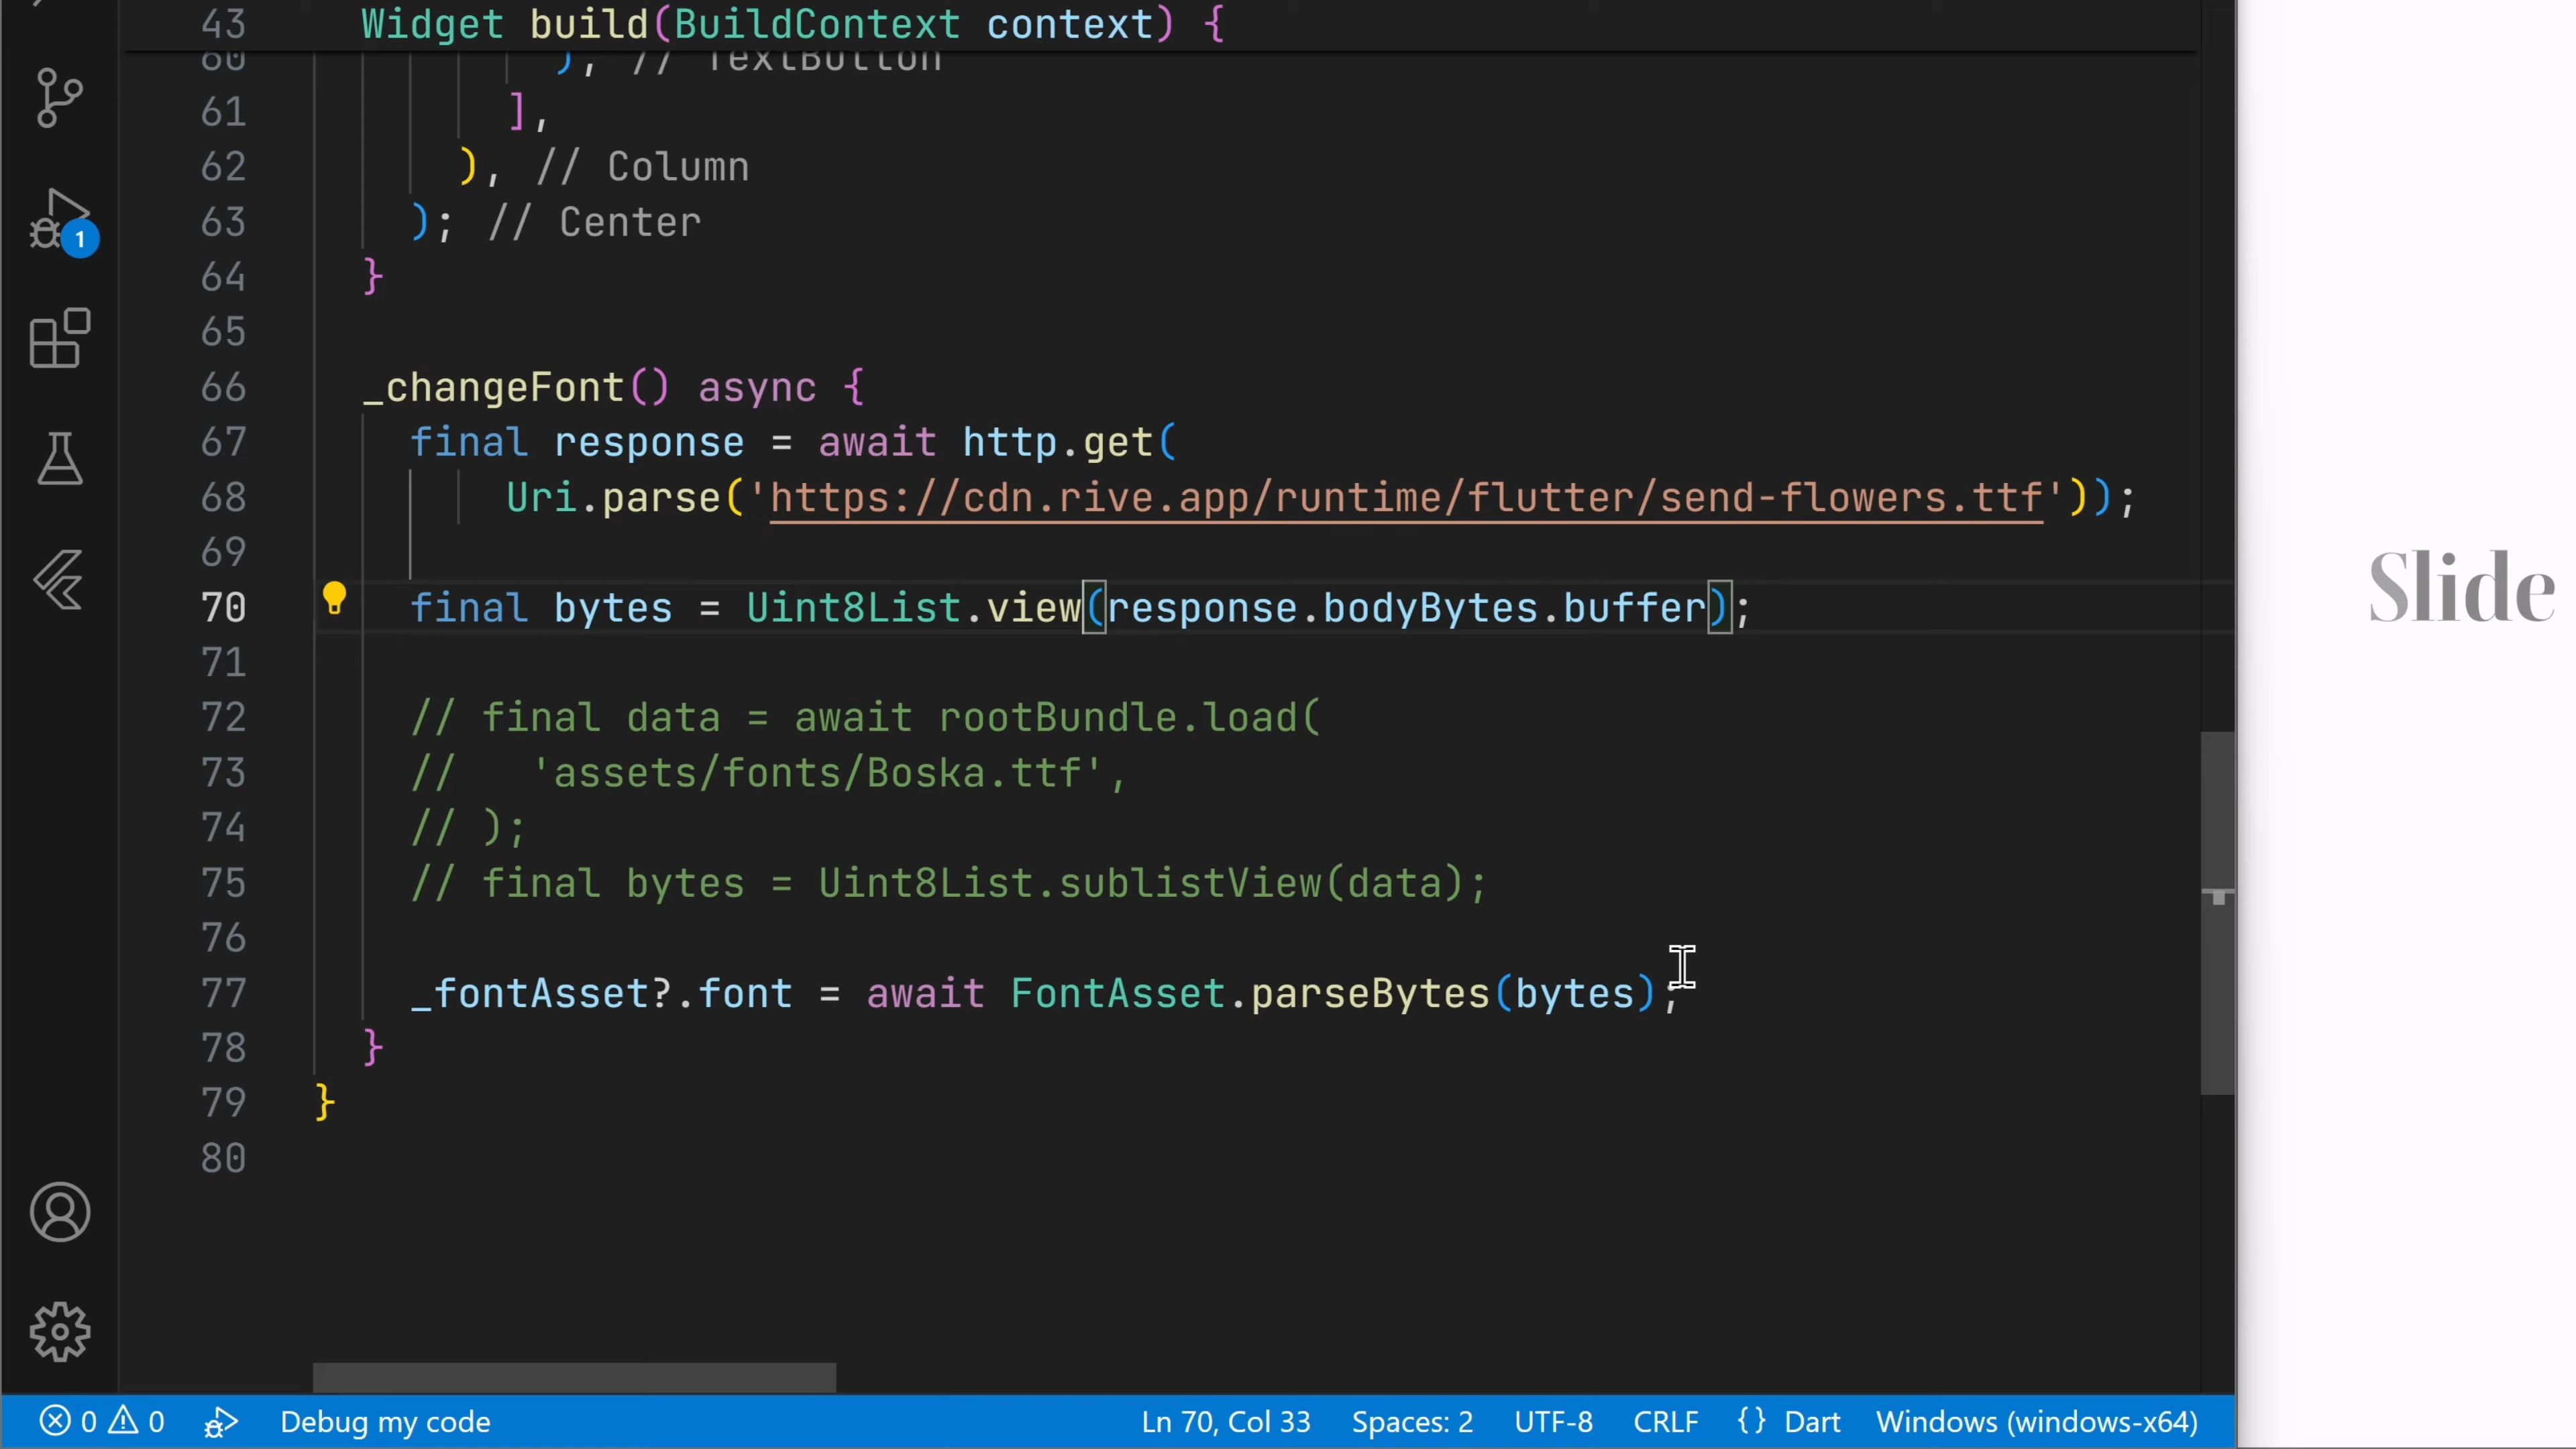 43 Widget build(BuildContext context) {
60 ), // TextButton
61 ],
62 ), // Column
63 ); // Center
64 }
65
66 _changeFont() async {
67 final response = await http.get(
68 Uri.parse('https://cdn.rive.app/runtime/flutter/send-flowers.ttf'));
69
70 final bytes = Uint8List.view(response.bodyBytes.buffer);
71
72 // final data = await rootBundle.load(
73 //   'assets/fonts/Boska.ttf',
74 // );
75 // final bytes = Uint8List.sublistView(data);
76
77 _fontAsset?.font = await FontAsset.parseBytes(bytes);
78 }
79 }
80
1
Slide
0 0 Debug my code Ln 70, Col 33 Spaces: 2 UTF-8 CRLF {} Dart Windows (windows-x64)